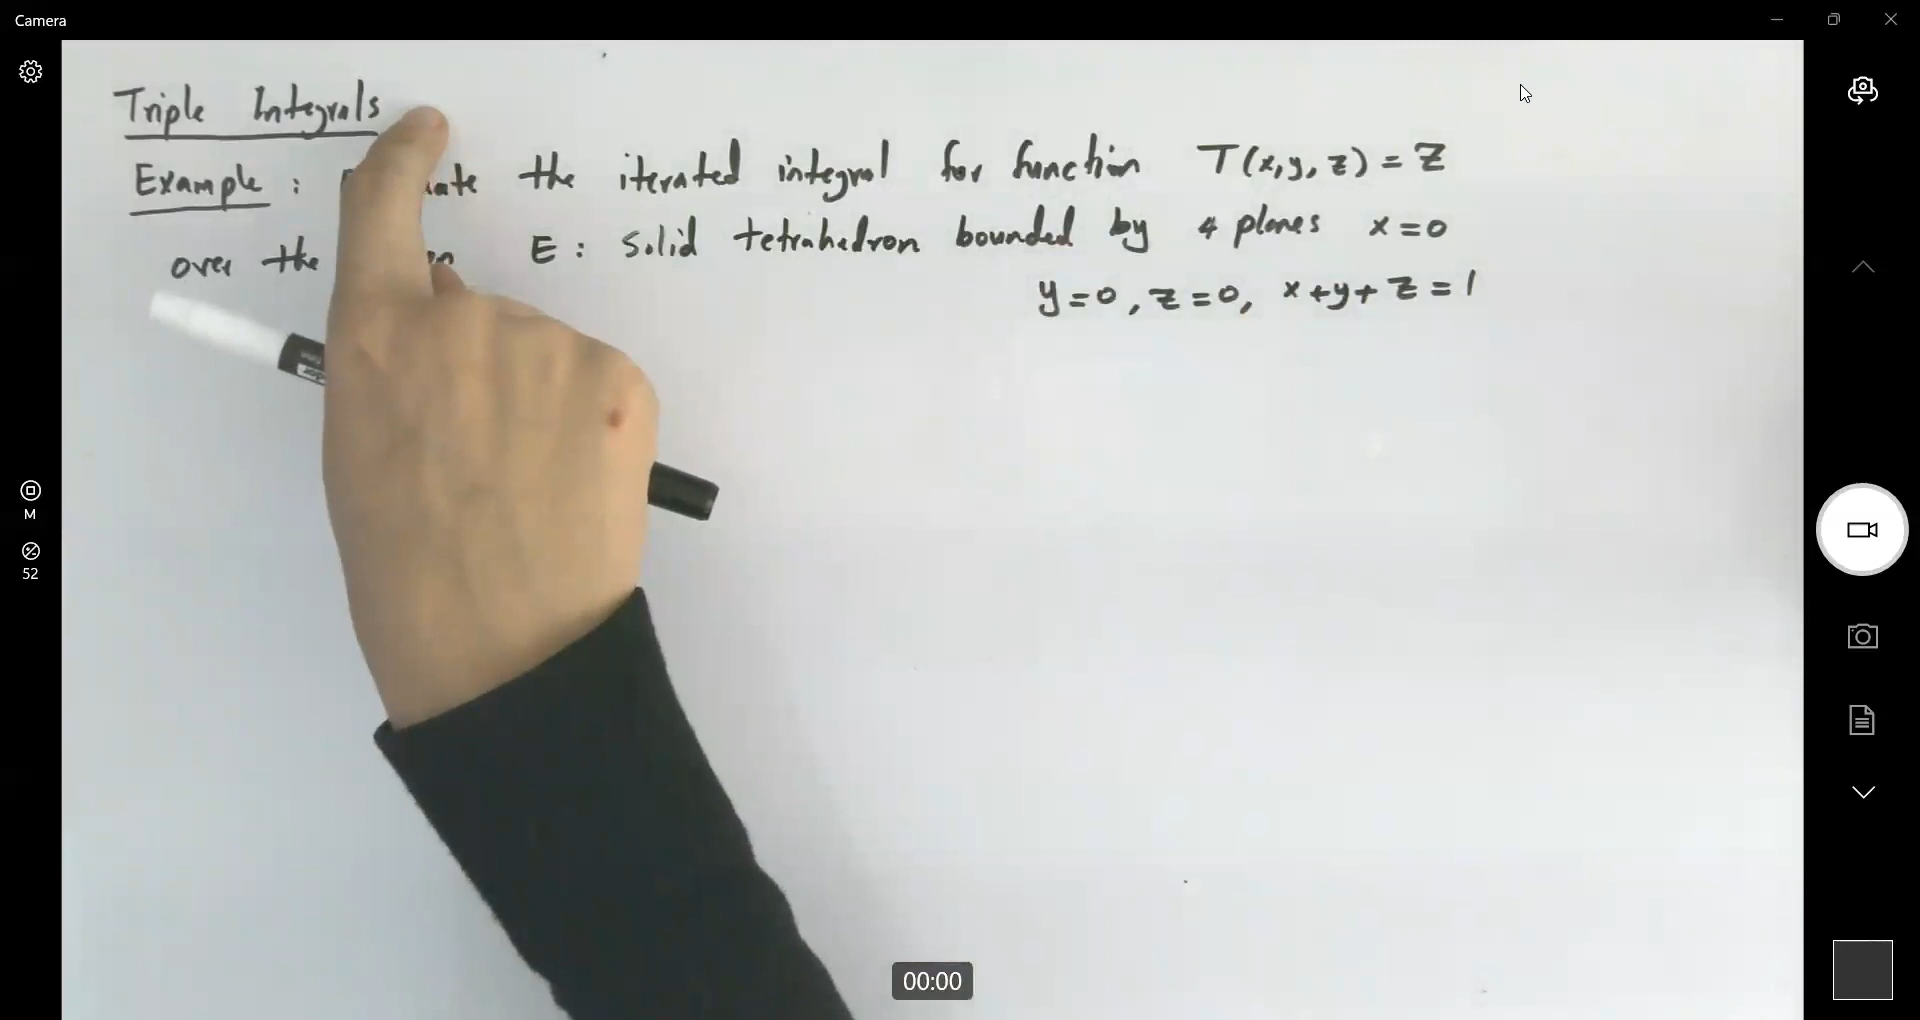 Camera
Triple Integrals
Example : the iterated integral for function T(x,y,z) = z
over the E : Solid tetrahedron bounded by 4 planes x=0
y=0, z=0, x+y+z=1
M
52
00:00